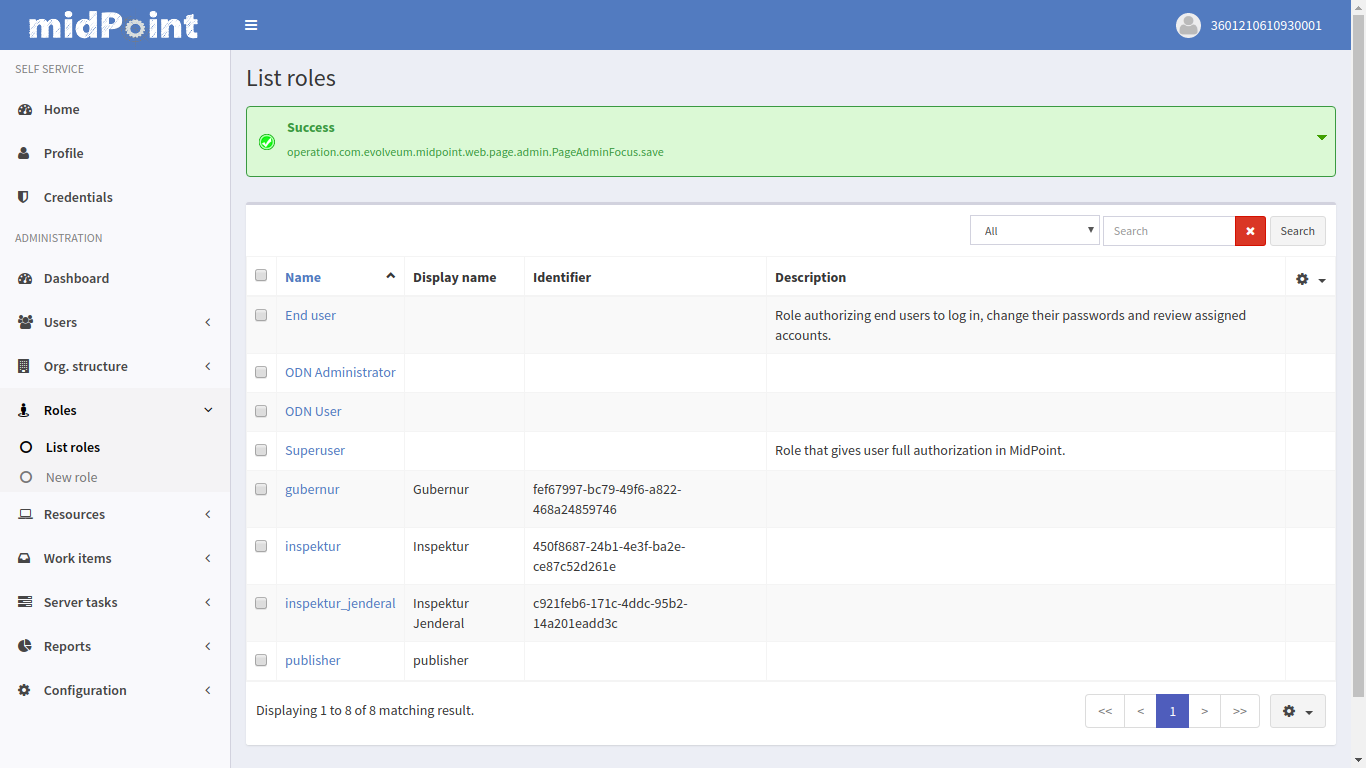 midPoint
3601210610930001
SELF SERVICE
Home
Profile
Credentials
ADMINISTRATION
Dashboard
Users
Org. structure
Roles
List roles
New role
Resources
Work items
Server tasks
Reports
Configuration
List roles
Success
operation.com.evolveum.midpoint.web.page.admin.PageAdminFocus.save
All Search Search
Name Display name Identifier Description
End user Role authorizing end users to log in, change their passwords and review assigned
accounts.
ODN Administrator
ODN User
Superuser Role that gives user full authorization in MidPoint.
gubernur Gubernur fef67997-bc79-49f6-a822-
468a24859746
inspektur Inspektur 450f8687-24b1-4e3f-ba2e-
ce87c52d261e
inspektur_jenderal Inspektur c921feb6-171c-4ddc-95b2-
Jenderal 14a201eadd3c
publisher publisher
Displaying 1 to 8 of 8 matching result.
<< < 1 > >>